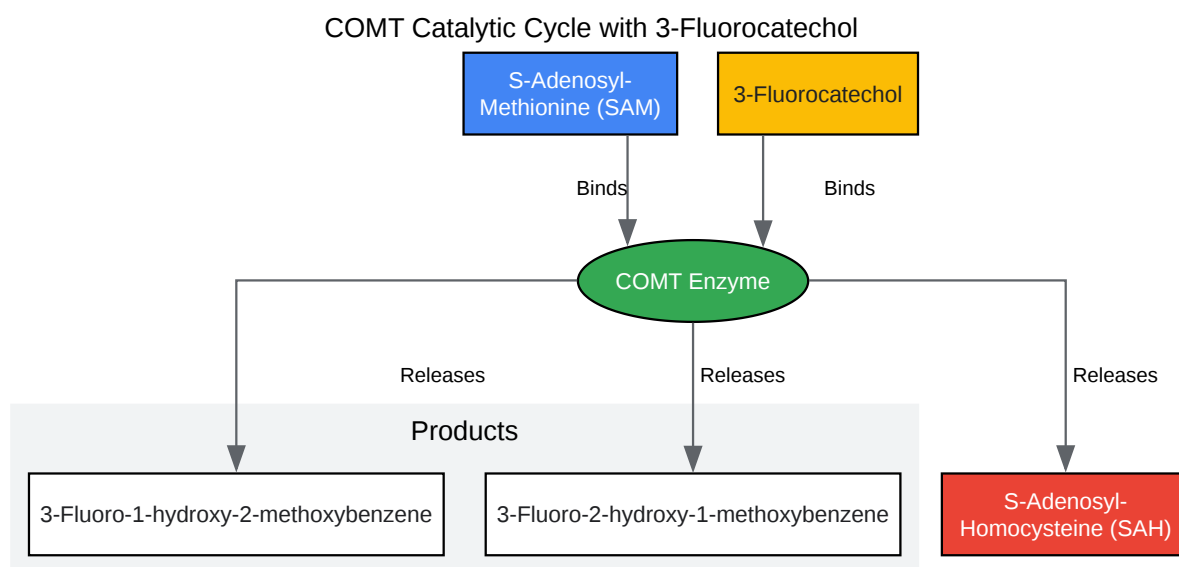 COMT Catalytic Cycle with 3-Fluorocatechol
S-Adenosyl-
Methionine (SAM)
3-Fluorocatechol
Binds
Binds
COMT Enzyme
Releases
Releases
Releases
Products
3-Fluoro-1-hydroxy-2-methoxybenzene
3-Fluoro-2-hydroxy-1-methoxybenzene
S-Adenosyl-
Homocysteine (SAH)